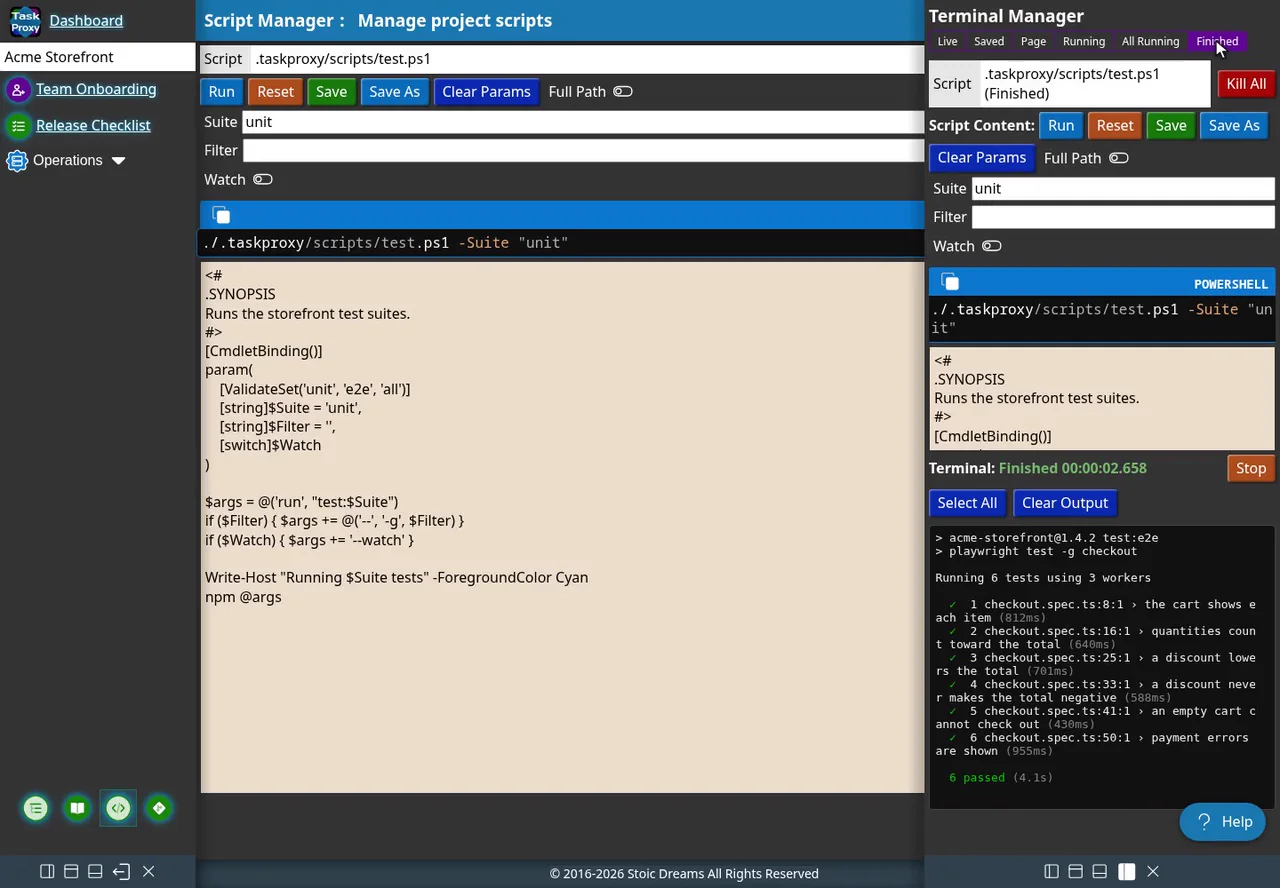 Task Proxy
Dashboard
Acme Storefront
Team Onboarding
Release Checklist
Operations
Script Manager : Manage project scripts
Script .taskproxy/scripts/test.ps1
Run Reset Save Save As Clear Params Full Path
Suite unit
Filter
Watch
./.taskproxy/scripts/test.ps1 -Suite "unit"
<#
.SYNOPSIS
Runs the storefront test suites.
#>
[CmdletBinding()]
param(
[ValidateSet('unit', 'e2e', 'all')]
[string]$Suite = 'unit',
[string]$Filter = '',
[switch]$Watch
)
$args = @('run', "test:$Suite")
if ($Filter) { $args += @('--', '-g', $Filter) }
if ($Watch) { $args += '--watch' }
Write-Host "Running $Suite tests" -ForegroundColor Cyan
npm @args
© 2016-2026 Stoic Dreams All Rights Reserved
Terminal Manager
Live Saved Page Running All Running Finished
Script .taskproxy/scripts/test.ps1
(Finished)
Kill All
Script Content: Run Reset Save Save As
Clear Params Full Path
Suite unit
Filter
Watch
POWERSHELL
./.taskproxy/scripts/test.ps1 -Suite "un
it"
<#
.SYNOPSIS
Runs the storefront test suites.
#>
[CmdletBinding()]
Terminal: Finished 00:00:02.658 Stop
Select All Clear Output
> acme-storefront@1.4.2 test:e2e
> playwright test -g checkout
Running 6 tests using 3 workers
✓ 1 checkout.spec.ts:8:1 › the cart shows e
ach item (812ms)
✓ 2 checkout.spec.ts:16:1 › quantities coun
t toward the total (640ms)
✓ 3 checkout.spec.ts:25:1 › a discount lowe
rs the total (701ms)
✓ 4 checkout.spec.ts:33:1 › a discount neve
r makes the total negative (588ms)
✓ 5 checkout.spec.ts:41:1 › an empty cart c
annot check out (430ms)
✓ 6 checkout.spec.ts:50:1 › payment errors
are shown (955ms)
6 passed (4.1s)
? Help